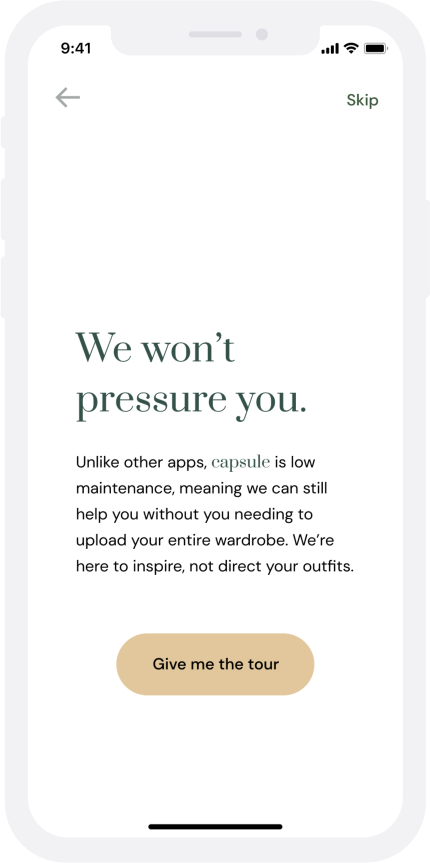 9:41
Skip
We won’t
pressure you.
Unlike other apps, capsule is low
maintenance, meaning we can still
help you without you needing to
upload your entire wardrobe. We’re
here to inspire, not direct your outfits.
Give me the tour